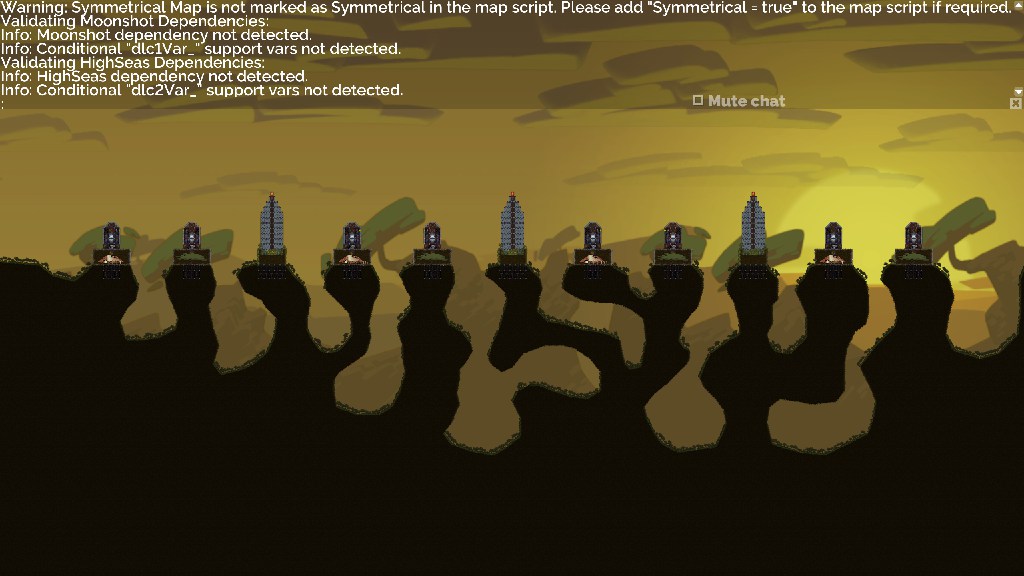 Warning: Symmetrical Map is not marked as Symmetrical in the map script. Please add "Symmetrical = true" to the map script if required.
Validating Moonshot Dependencies:
Info: Moonshot dependency not detected.
Info: Conditional "dlc1Var_" support vars not detected.
Validating HighSeas Dependencies:
Info: HighSeas dependency not detected.
Info: Conditional "dlc2Var_" support vars not detected.
:
Mute chat